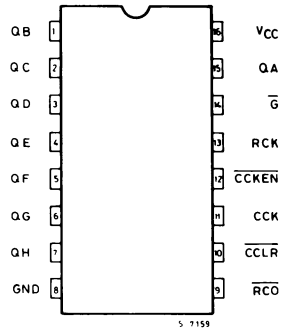 QB 1 16 VCC
QC 2 15 QA
QD 3 14 G
QE 4 13 RCK
QF 5 12 CCKEN
QG 6 11 CCK
QH 7 10 CCLR
GND 8 9 RCO
S 7159